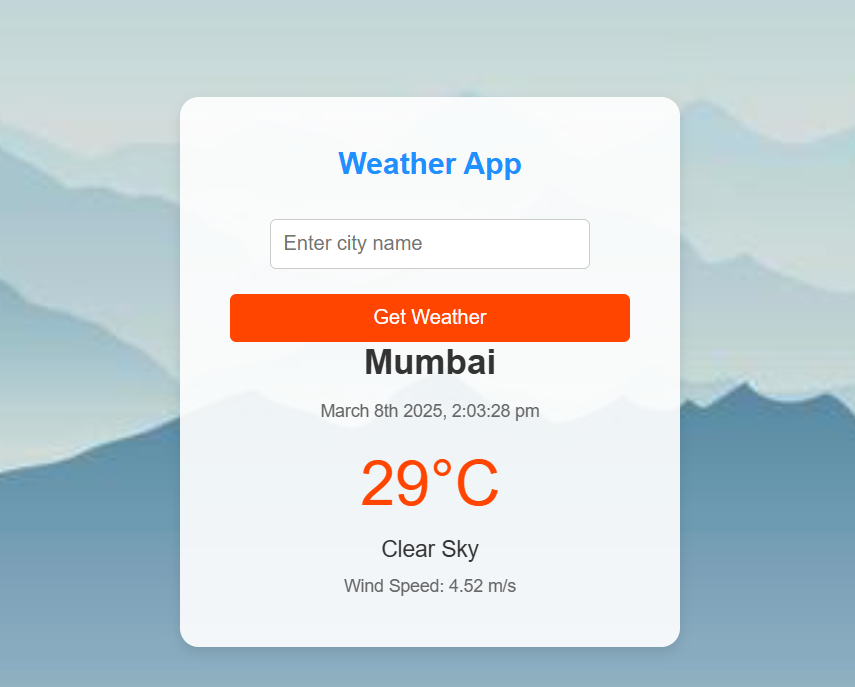 Weather App
Enter city name
Get Weather
Mumbai
March 8th 2025, 2:03:28 pm
29°C
Clear Sky
Wind Speed: 4.52 m/s